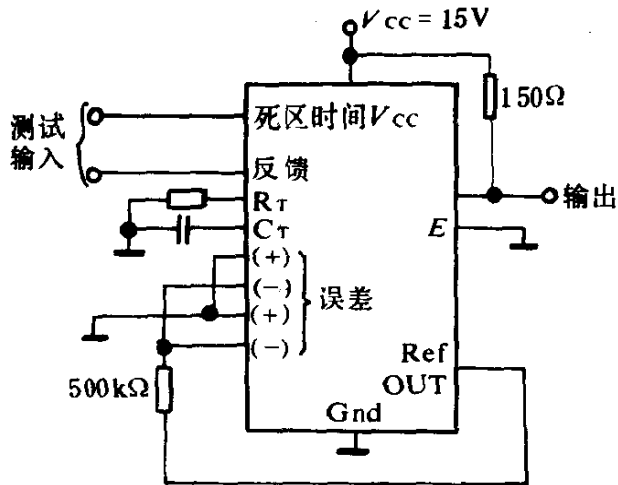 VCC = 15V
150Ω
测试
输入
死区时间VCC
反馈
RT
CT
(+)
(-)
(+)
(-)
误差
E
输出
Ref
OUT
500kΩ
Gnd